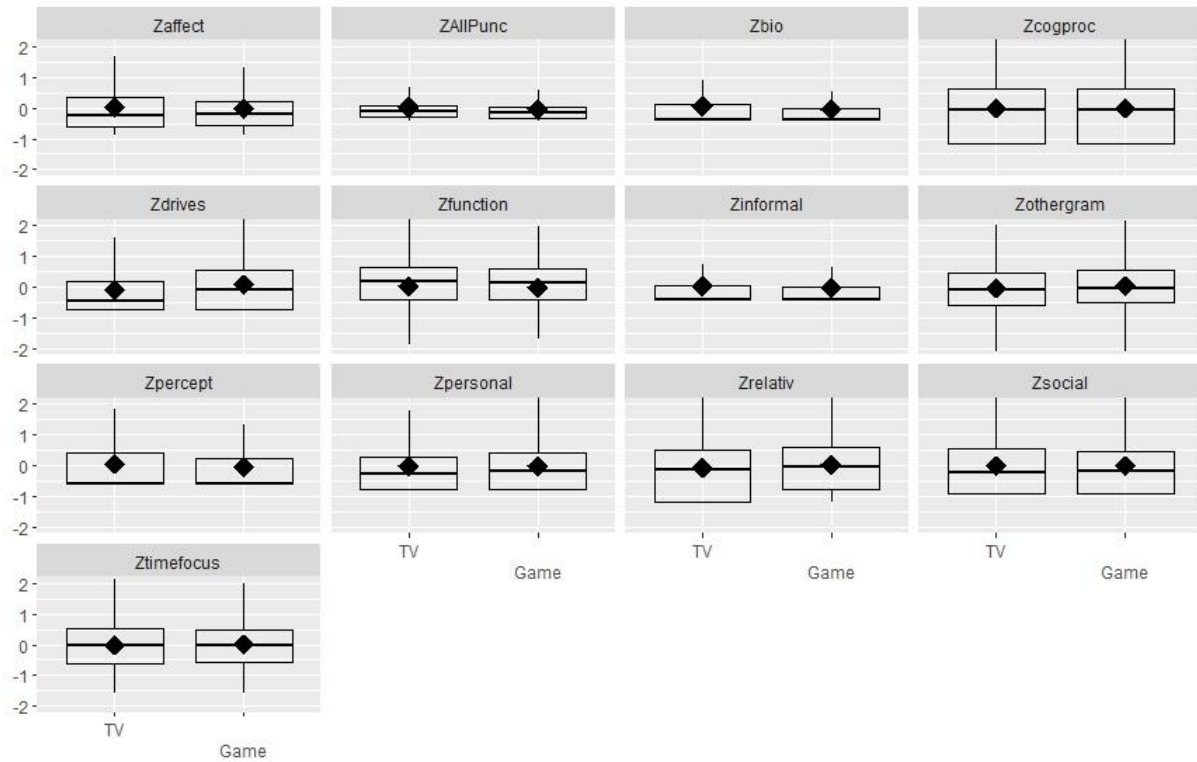 Zaffect ZAllPunc Zbio Zcogproc
2
1
0
-1
-2
Zdrives Zfunction Zinformal Zothergram
2
1
0
-1
-2
Zpercept Zpersonal Zrelativ Zsocial
2
1
0
-1
-2
TV TV TV
Game Game Game
Ztimefocus
2
1
0
-1
-2
TV
Game